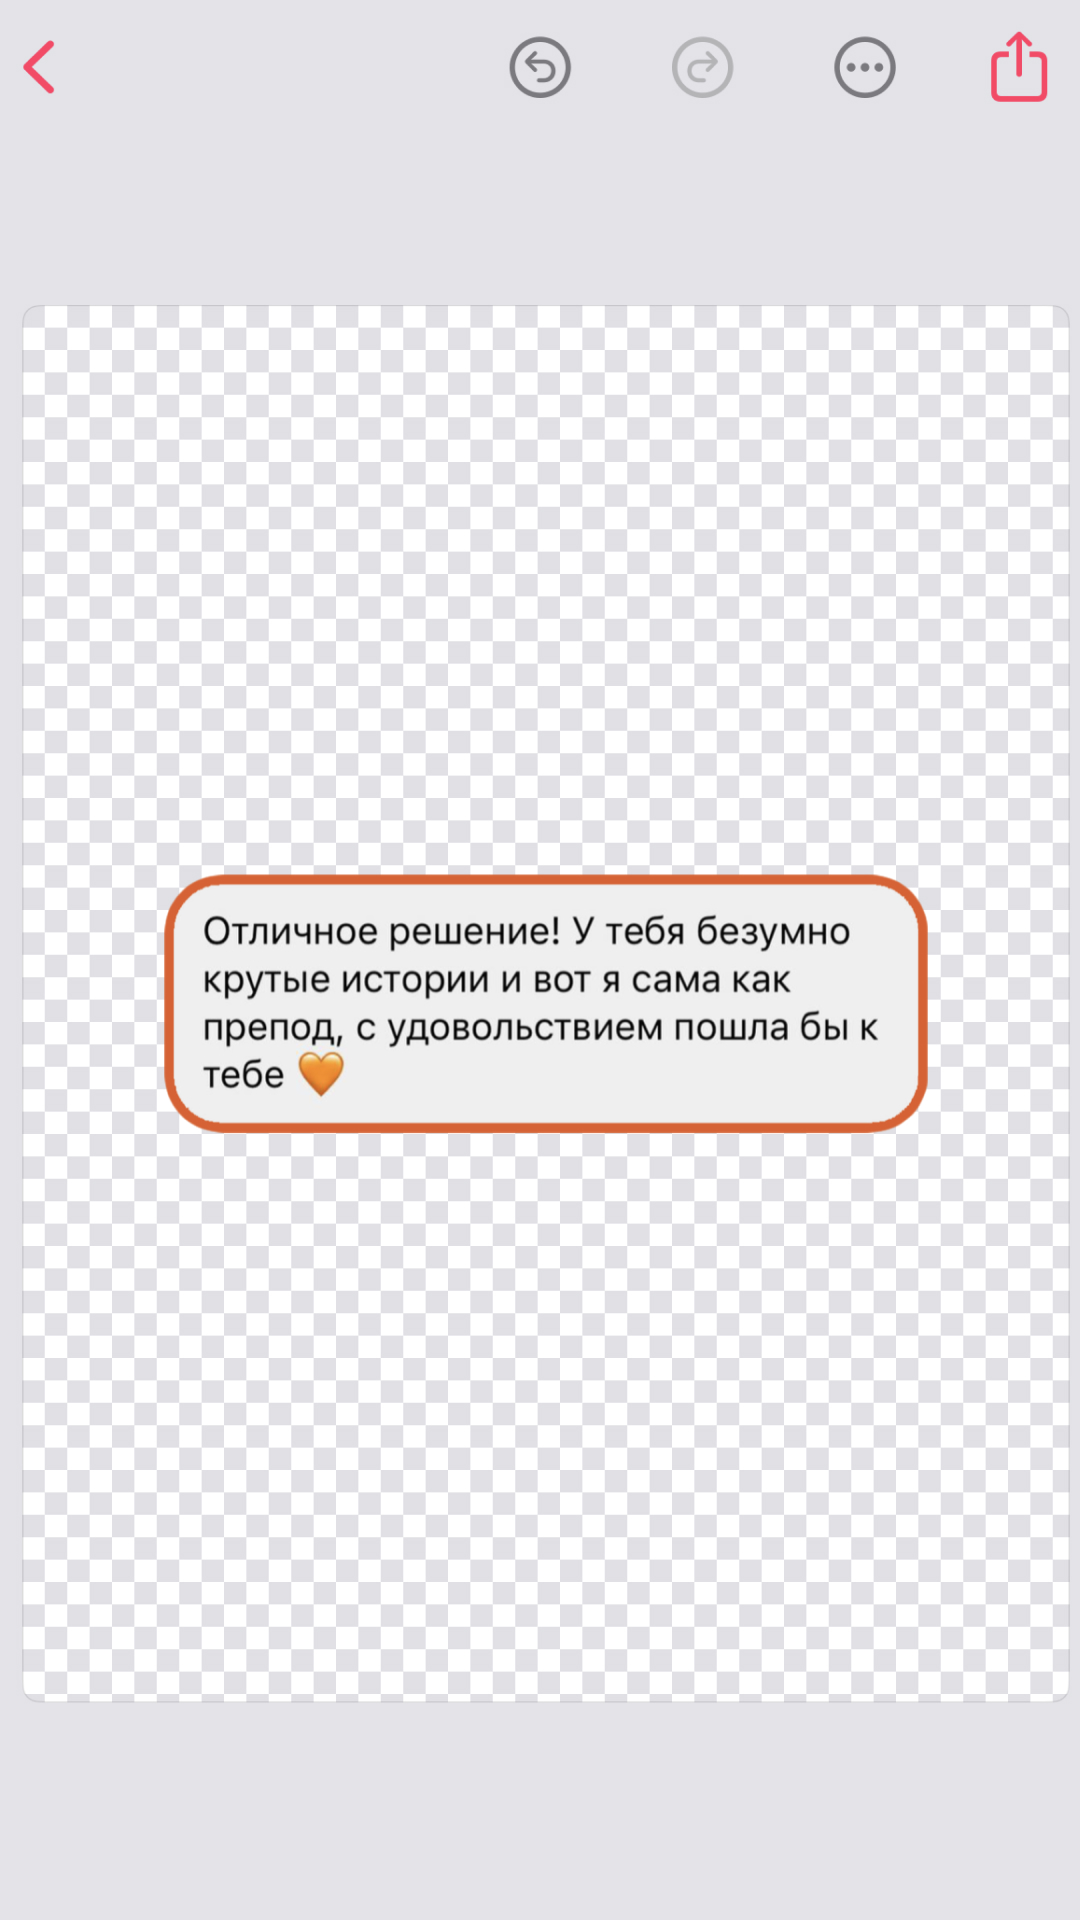 Отличное решение! У тебя безумно
крутые истории и вот я сама как
препод, с удовольствием пошла бы к
тебе 🧡